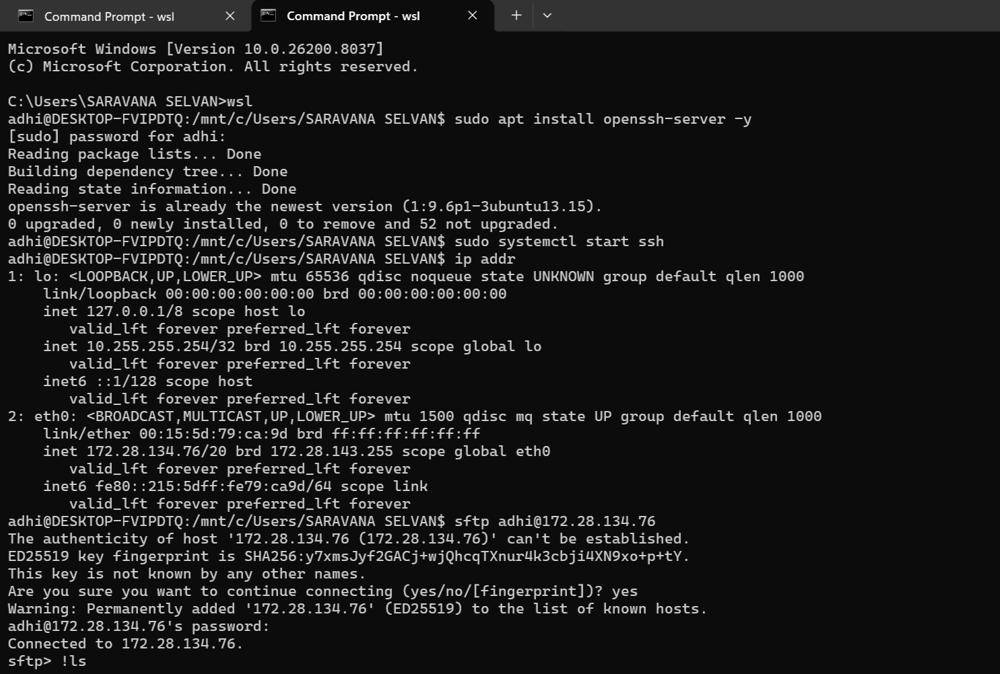 Command Prompt - wsl
Command Prompt - wsl
Microsoft Windows [Version 10.0.26200.8037]
(c) Microsoft Corporation. All rights reserved.
C:\Users\SARAVANA SELVAN>wsl
adhi@DESKTOP-FVIPDTQ:/mnt/c/Users/SARAVANA SELVAN$ sudo apt install openssh-server -y
[sudo] password for adhi:
Reading package lists... Done
Building dependency tree... Done
Reading state information... Done
openssh-server is already the newest version (1:9.6p1-3ubuntu13.15).
0 upgraded, 0 newly installed, 0 to remove and 52 not upgraded.
adhi@DESKTOP-FVIPDTQ:/mnt/c/Users/SARAVANA SELVAN$ sudo systemctl start ssh
adhi@DESKTOP-FVIPDTQ:/mnt/c/Users/SARAVANA SELVAN$ ip addr
1: lo: <LOOPBACK,UP,LOWER_UP> mtu 65536 qdisc noqueue state UNKNOWN group default qlen 1000
    link/loopback 00:00:00:00:00:00 brd 00:00:00:00:00:00
    inet 127.0.0.1/8 scope host lo
       valid_lft forever preferred_lft forever
    inet 10.255.255.254/32 brd 10.255.255.254 scope global lo
       valid_lft forever preferred_lft forever
    inet6 ::1/128 scope host
       valid_lft forever preferred_lft forever
2: eth0: <BROADCAST,MULTICAST,UP,LOWER_UP> mtu 1500 qdisc mq state UP group default qlen 1000
    link/ether 00:15:5d:79:ca:9d brd ff:ff:ff:ff:ff:ff
    inet 172.28.134.76/20 brd 172.28.143.255 scope global eth0
       valid_lft forever preferred_lft forever
    inet6 fe80::215:5dff:fe79:ca9d/64 scope link
       valid_lft forever preferred_lft forever
adhi@DESKTOP-FVIPDTQ:/mnt/c/Users/SARAVANA SELVAN$ sftp adhi@172.28.134.76
The authenticity of host '172.28.134.76 (172.28.134.76)' can't be established.
ED25519 key fingerprint is SHA256:y7xmsJyf2GACj+wjQhcqTXnur4k3cbji4XN9xo+p+tY.
This key is not known by any other names.
Are you sure you want to continue connecting (yes/no/[fingerprint])? yes
Warning: Permanently added '172.28.134.76' (ED25519) to the list of known hosts.
adhi@172.28.134.76's password:
Connected to 172.28.134.76.
sftp> !ls